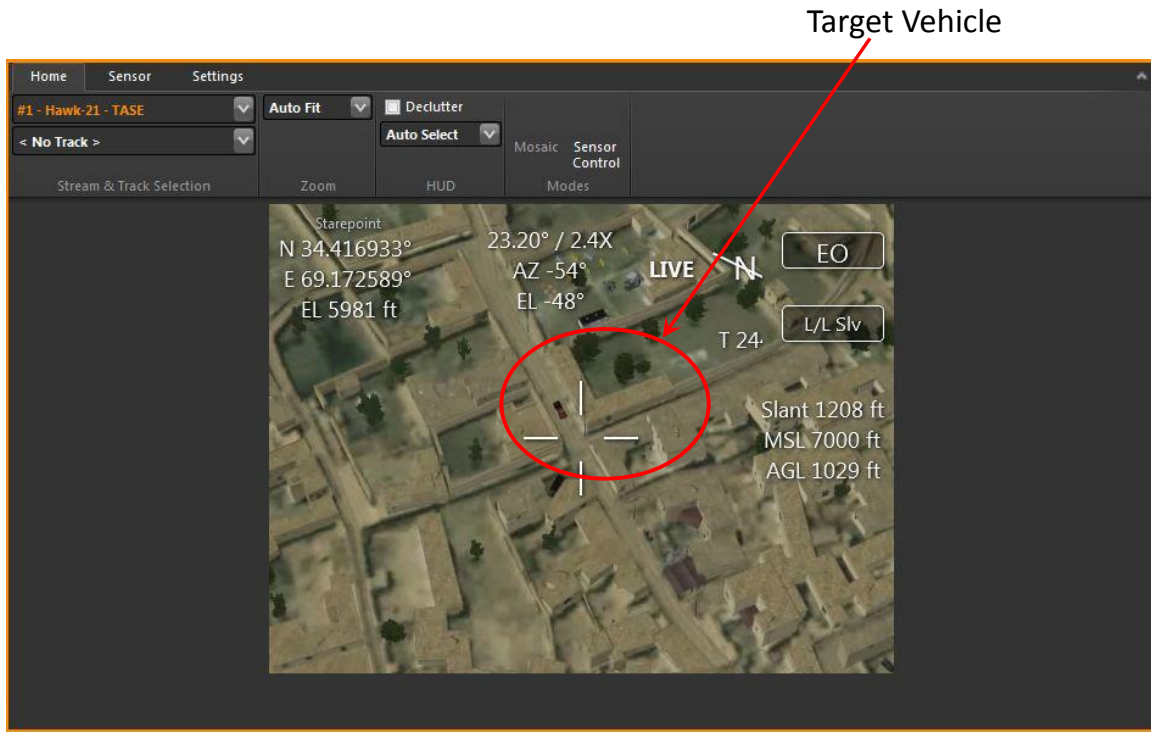 Target Vehicle
Home Sensor Settings
#1 - Hawk-21 - TASE
Auto Fit
Declutter
< No Track >
Auto Select
Mosaic
Sensor
Control
Stream & Track Selection
Zoom
HUD
Modes
Starepoint
N 34.416933°
E 69.172589°
EL 5981 ft
23.20° / 2.4X
AZ -54°
EL -48°
LIVE
N
EO
L/L Slv
T 24
Slant 1208 ft
MSL 7000 ft
AGL 1029 ft